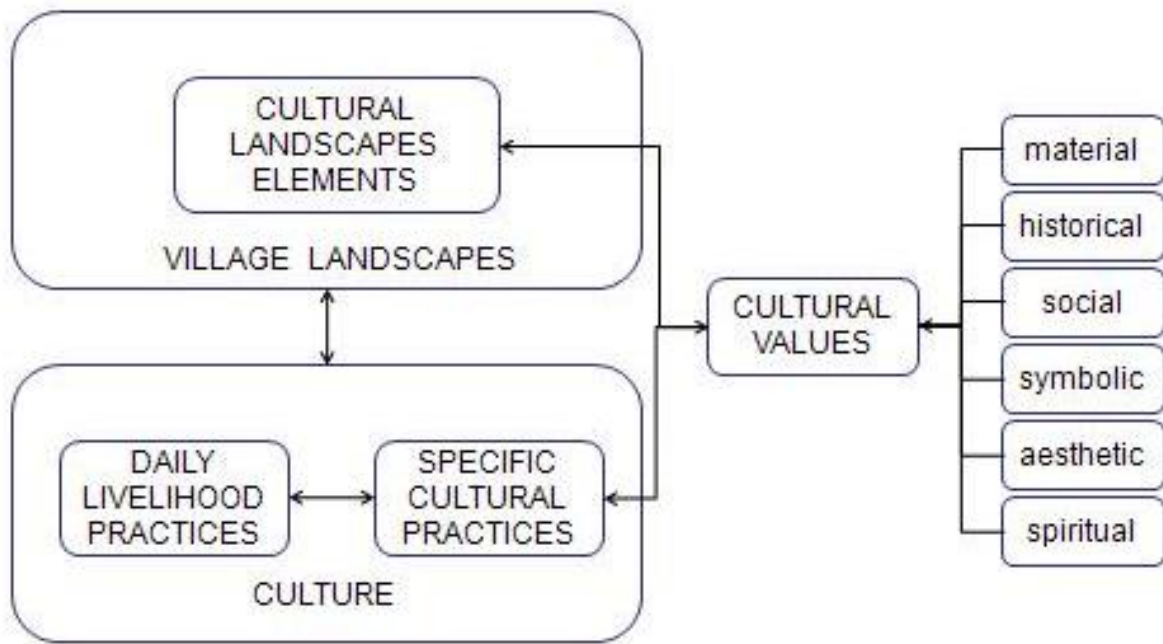 CULTURAL
LANDSCAPES
ELEMENTS
VILLAGE LANDSCAPES
DAILY
LIVELIHOOD
PRACTICES
SPECIFIC
CULTURAL
PRACTICES
CULTURE
CULTURAL
VALUES
material
historical
social
symbolic
aesthetic
spiritual